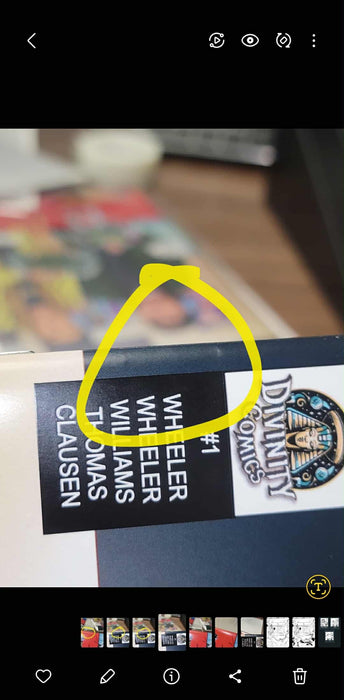 DIVINITY
COMICS
#1
WHEELER
WHEELER
WILLIAMS
THOMAS
CLAUSEN
T